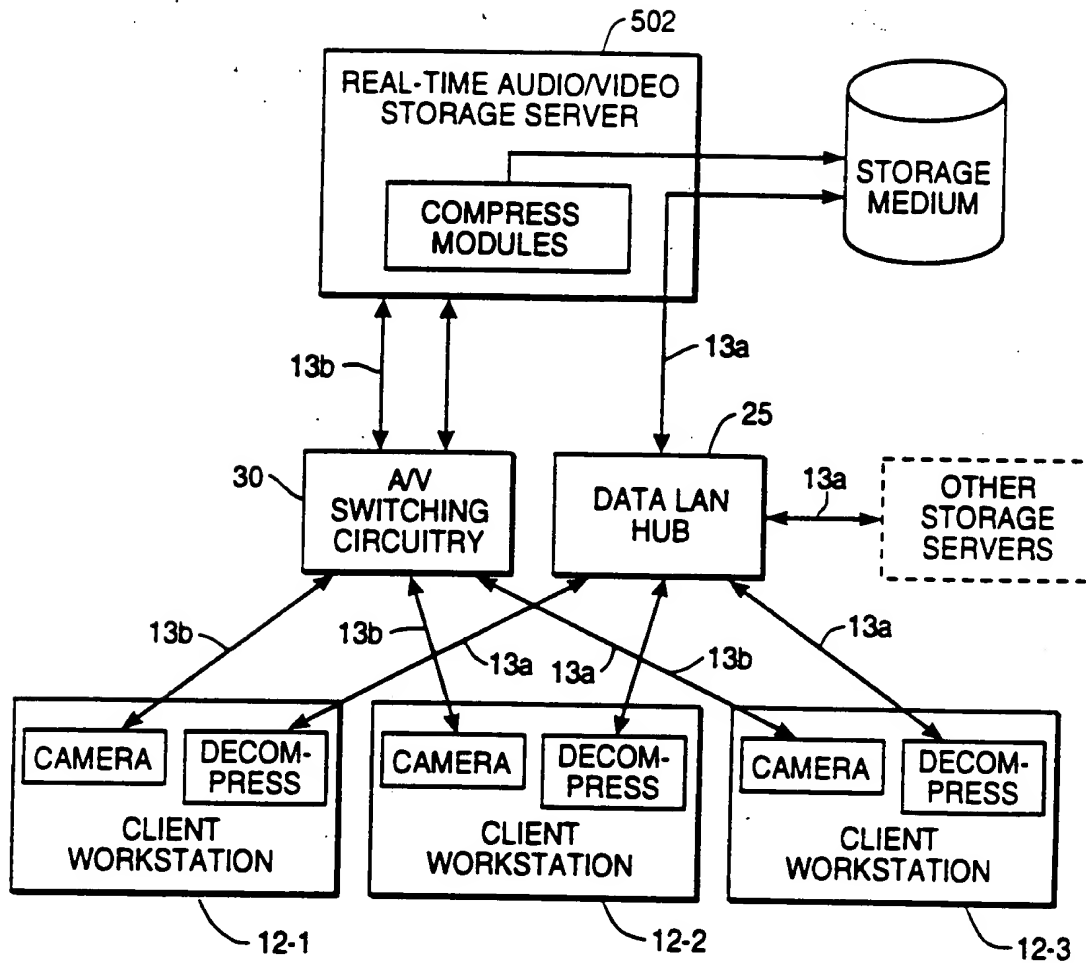 502
REAL-TIME AUDIO/VIDEO
STORAGE SERVER
STORAGE
MEDIUM
COMPRESS
MODULES
13b
13a
25
30
A/V
SWITCHING
CIRCUITRY
DATA LAN
HUB
13a
OTHER
STORAGE
SERVERS
13b
13b
13a
13a
13b
13a
CAMERA
DECOM-
PRESS
CLIENT
WORKSTATION
CAMERA
DECOM-
PRESS
CLIENT
WORKSTATION
CAMERA
DECOM-
PRESS
CLIENT
WORKSTATION
12-1
12-2
12-3